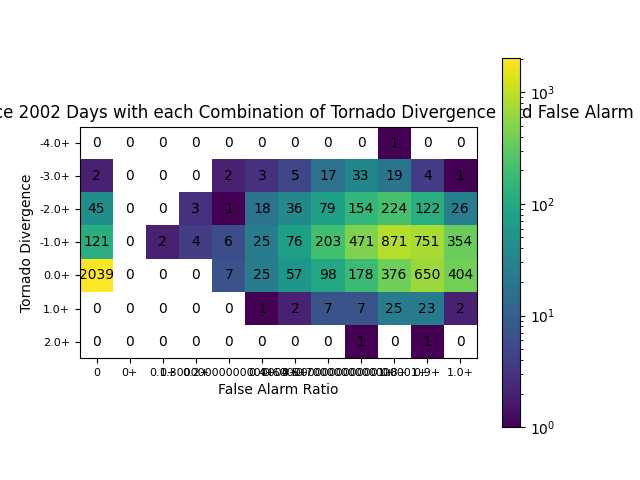 ce 2002 Days with each Combination of Tornado Divergence nd False Alarm
-4.0+ 0 0 0 0 0 0 0 0 0 1 0 0
-3.0+ 2 0 0 0 2 3 5 17 33 19 4 1
-2.0+ 45 0 0 3 1 18 36 79 154 224 122 26
-1.0+ 121 0 2 4 6 25 76 203 471 871 751 354
0.0+ 2039 0 0 0 7 25 57 98 178 376 650 404
1.0+ 0 0 0 0 0 1 2 7 7 25 23 2
2.0+ 0 0 0 0 0 0 0 0 1 0 1 0
0 0+ 1.0+
Tornado Divergence
False Alarm Ratio
10³
10²
10¹
10⁰